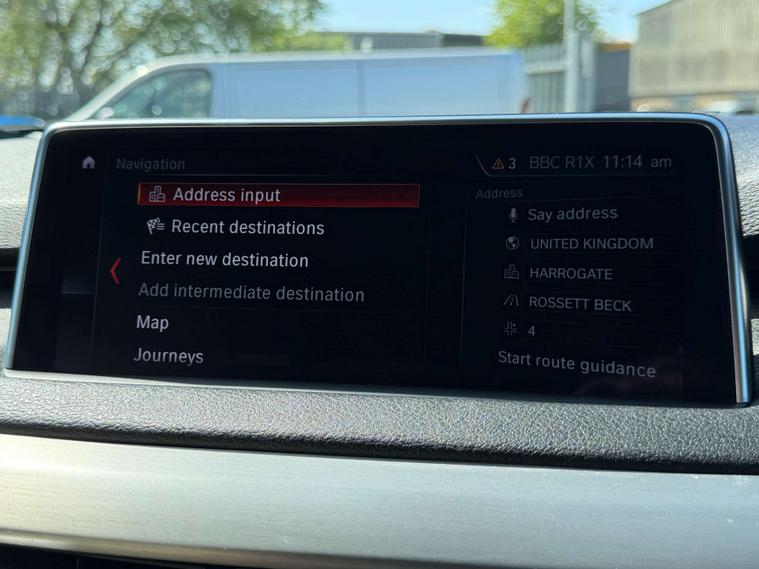 Navigation
3 BBC R1X 11:14 am
Address input
Recent destinations
Enter new destination
Add intermediate destination
Map
Journeys
Address
Say address
UNITED KINGDOM
HARROGATE
ROSSETT BECK
4
Start route guidance